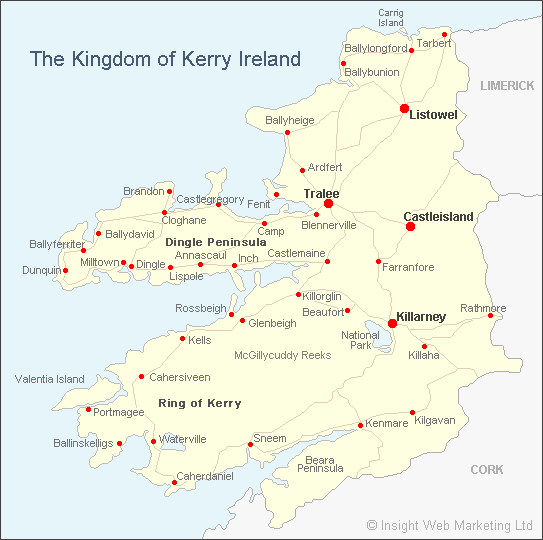 Carrig
Island
Tarbert
Ballylongford
Ballybunion
The Kingdom of Kerry Ireland
LIMERICK
Listowel
Ballyheige
Ardfert
Brandon
Castlegregory
Fenit
Tralee
Cloghane
Camp
Blennerville
Castleisland
Ballydavid
Ballyferriter
Dingle Peninsula
Milltown
Dingle
Annascaul
Inch
Castlemaine
Farranfore
Dunquin
Lispole
Rossbeigh
Killorglin
Beaufort
Killarney
Rathmore
Glenbeigh
National
Park
Kells
McGillycuddy Reeks
Killaha
Valentia Island
Cahersiveen
Portmagee
Ring of Kerry
Kilgavan
Kenmare
Ballinskelligs
Waterville
Sneem
Beara
Peninsula
CORK
Caherdaniel
© Insight Web Marketing Ltd